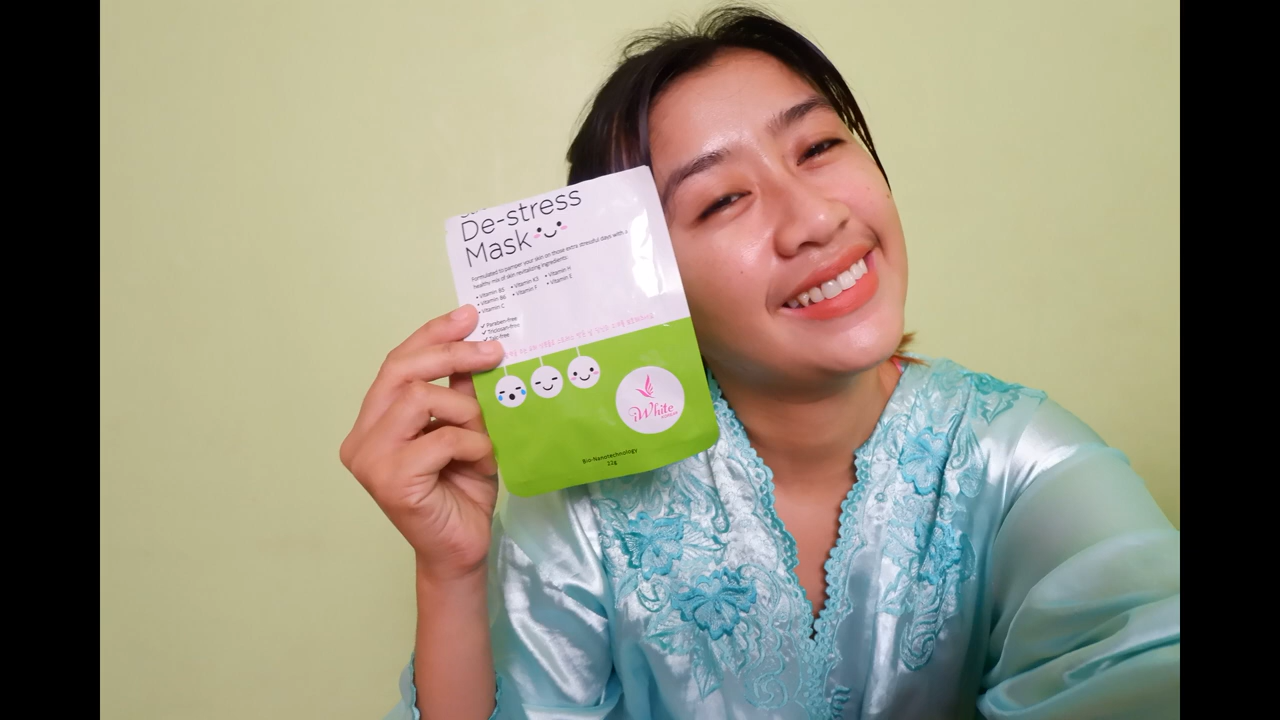 De-stress
Mask
Formulated to pamper your skin on those extra stressful days with a
healthy mix of skin revitalizing ingredients:
• Vitamin B5 • Vitamin K3 • Vitamin H
• Vitamin B6 • Vitamin F • Vitamin E
• Vitamin C
✓ Paraben-free
✓ Triclosan-free
iWhite
Bio-Nanotechnology
22g